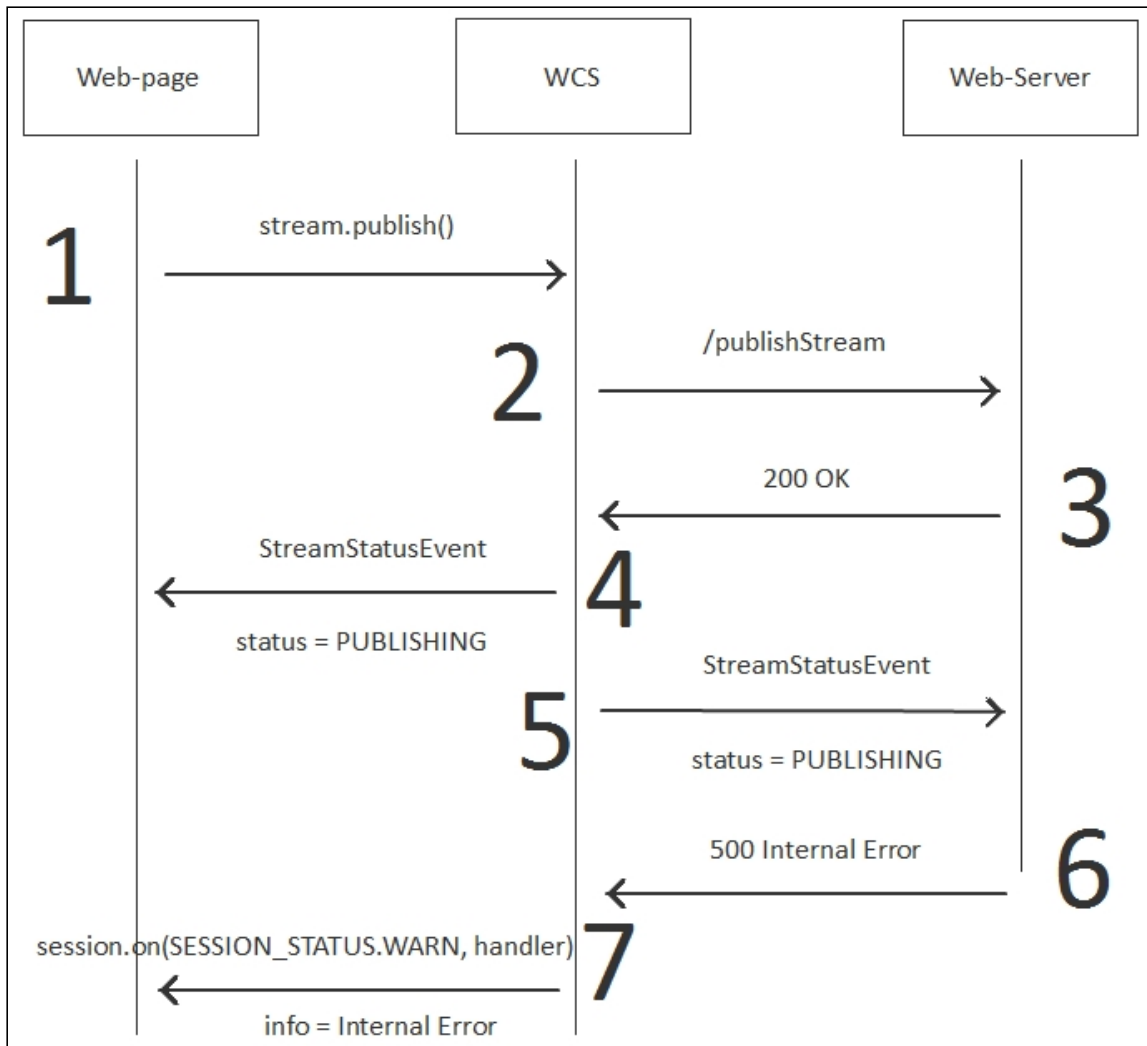 Web-page
WCS
Web-Server
stream.publish()
1
/publishStream
2
200 OK
3
StreamStatusEvent
4
status = PUBLISHING
StreamStatusEvent
5
status = PUBLISHING
500 Internal Error
6
session.on(SESSION_STATUS.WARN, handler)
7
info = Internal Error